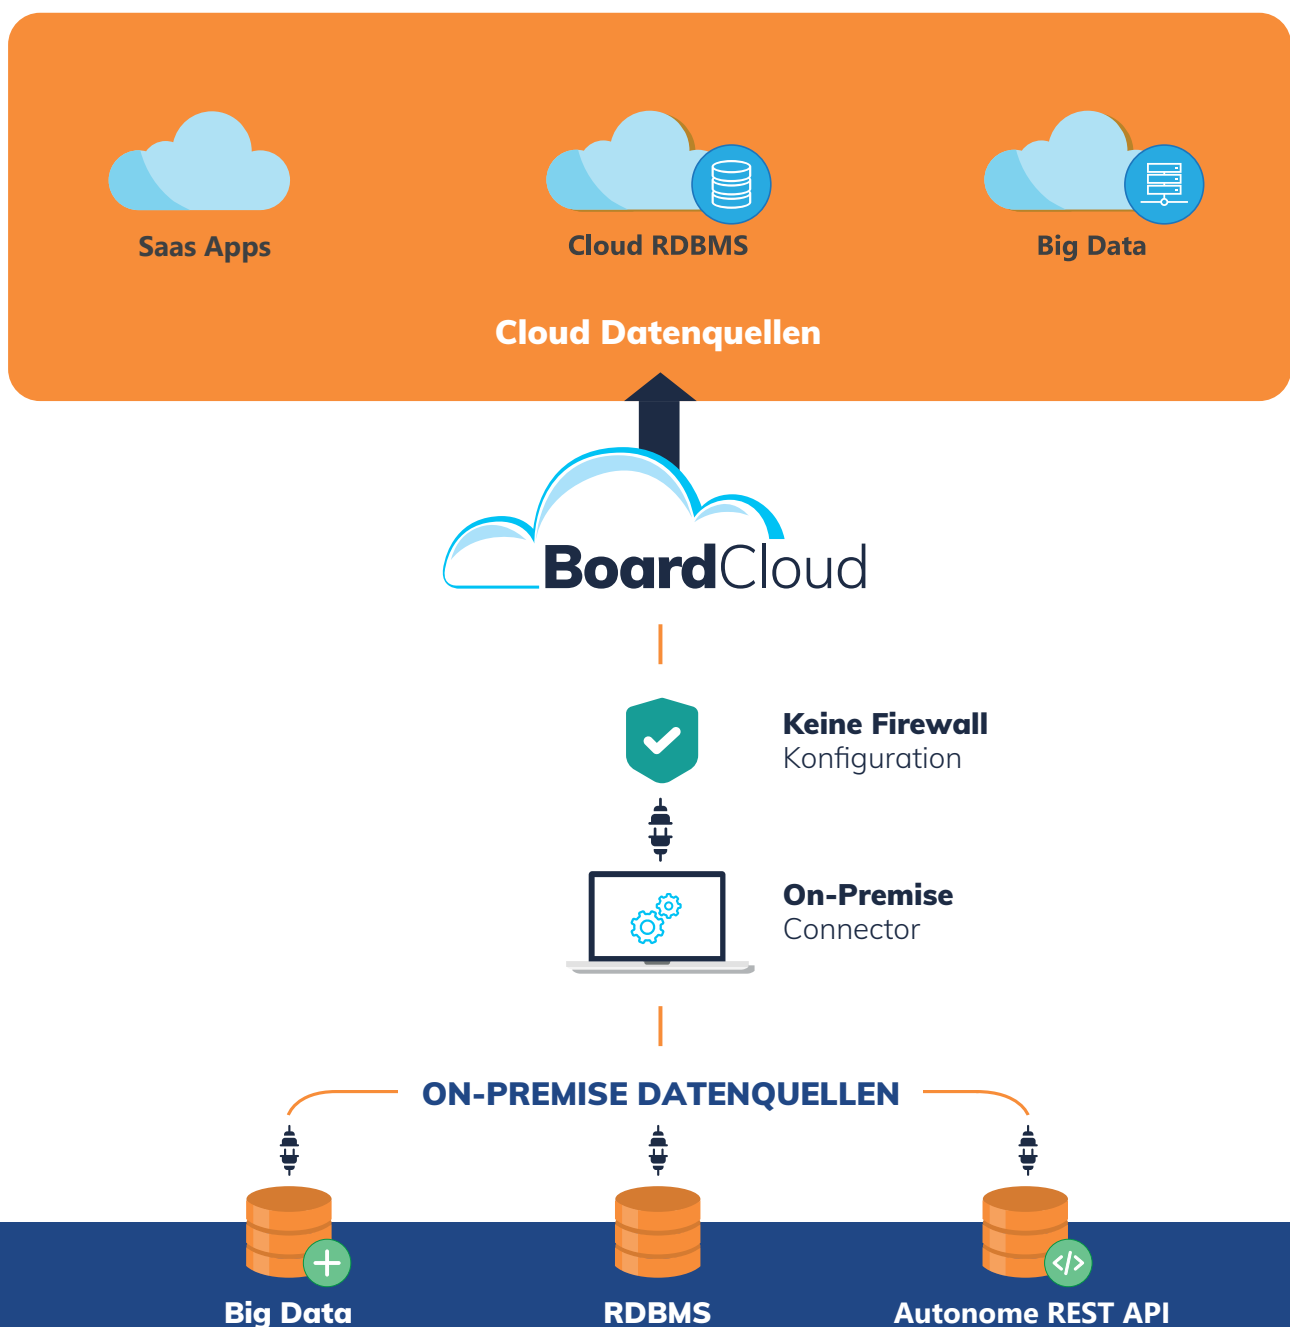 Saas Apps
Cloud RDBMS
Big Data
Cloud Datenquellen
BoardCloud
Keine Firewall
Konfiguration
On-Premise
Connector
ON-PREMISE DATENQUELLEN
Big Data
RDBMS
Autonome REST API